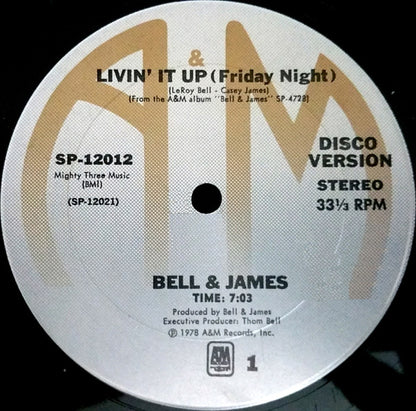 A&M
LIVIN' IT UP (Friday Night)
(LeRoy Bell - Casey James)
(From the A&M album "Bell & James" SP-4728)
SP-12012
Mighty Three Music
(BMI)
(SP-12021)
DISCO
VERSION
STEREO
33⅓ RPM
BELL & JAMES
TIME: 7:03
Produced by Bell & James
Executive Producer: Thom Bell
℗ 1978 A&M Records, Inc.
A&M 1